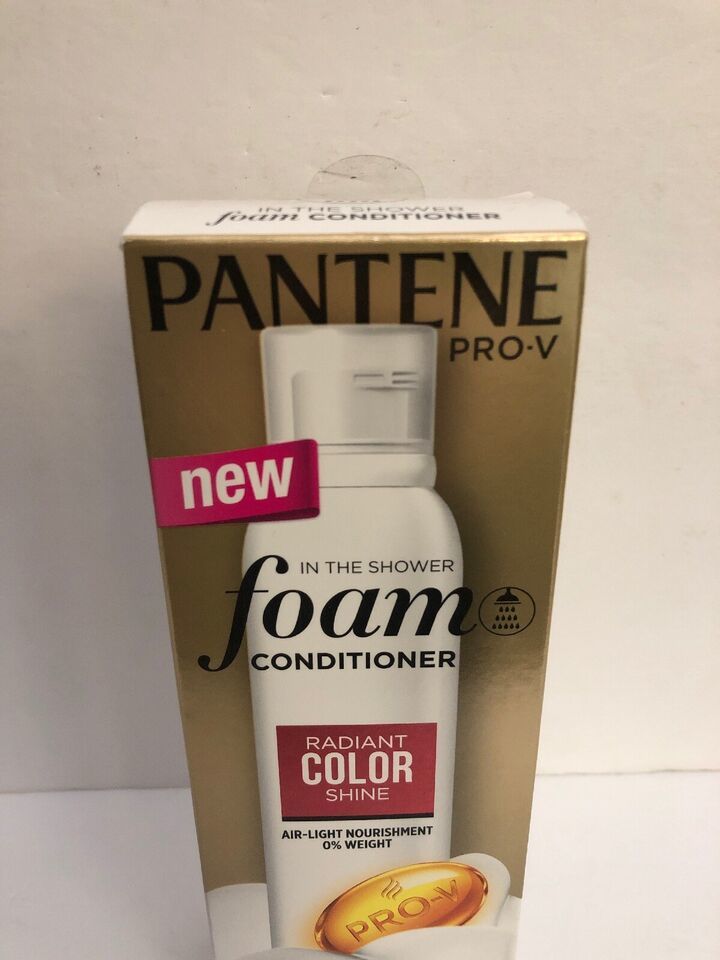 IN THE SHOWER
foam CONDITIONER
PANTENE
PRO-V
new
IN THE SHOWER
foam
CONDITIONER
RADIANT
COLOR
SHINE
AIR-LIGHT NOURISHMENT
0% WEIGHT
PRO-V